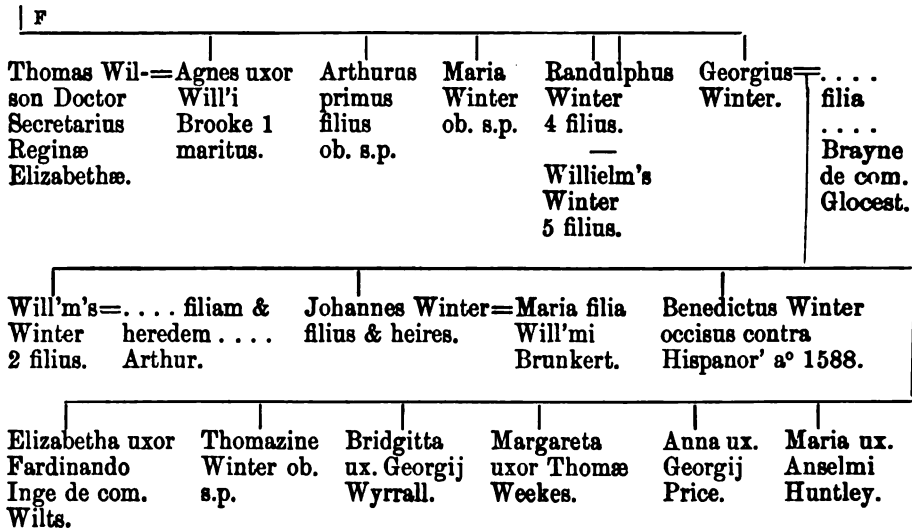 F
Thomas Wil-=Agnes uxor Arthurus Maria Randulphus Georgius=. . . .
son Doctor Will'i primus Winter Winter Winter. filia
Secretarius Brooke 1 filius ob. s.p. 4 filius. . . . .
Reginæ maritus. ob. s.p. — Brayne
Elizabethæ. Willielm's de com.
Winter Glocest.
5 filius.
Will'm's=. . . . filiam & Johannes Winter=Maria filia Benedictus Winter
Winter heredem . . . . filius & heires. Will'mi occisus contra
2 filius. Arthur. Brunkert. Hispanor' aº 1588.
Elizabetha uxor Thomazine Bridgitta Margareta Anna ux. Maria ux.
Fardinando Winter ob. ux. Georgij uxor Thomæ Georgij Anselmi
Inge de com. s.p. Wyrrall. Weekes. Price. Huntley.
Wilts.